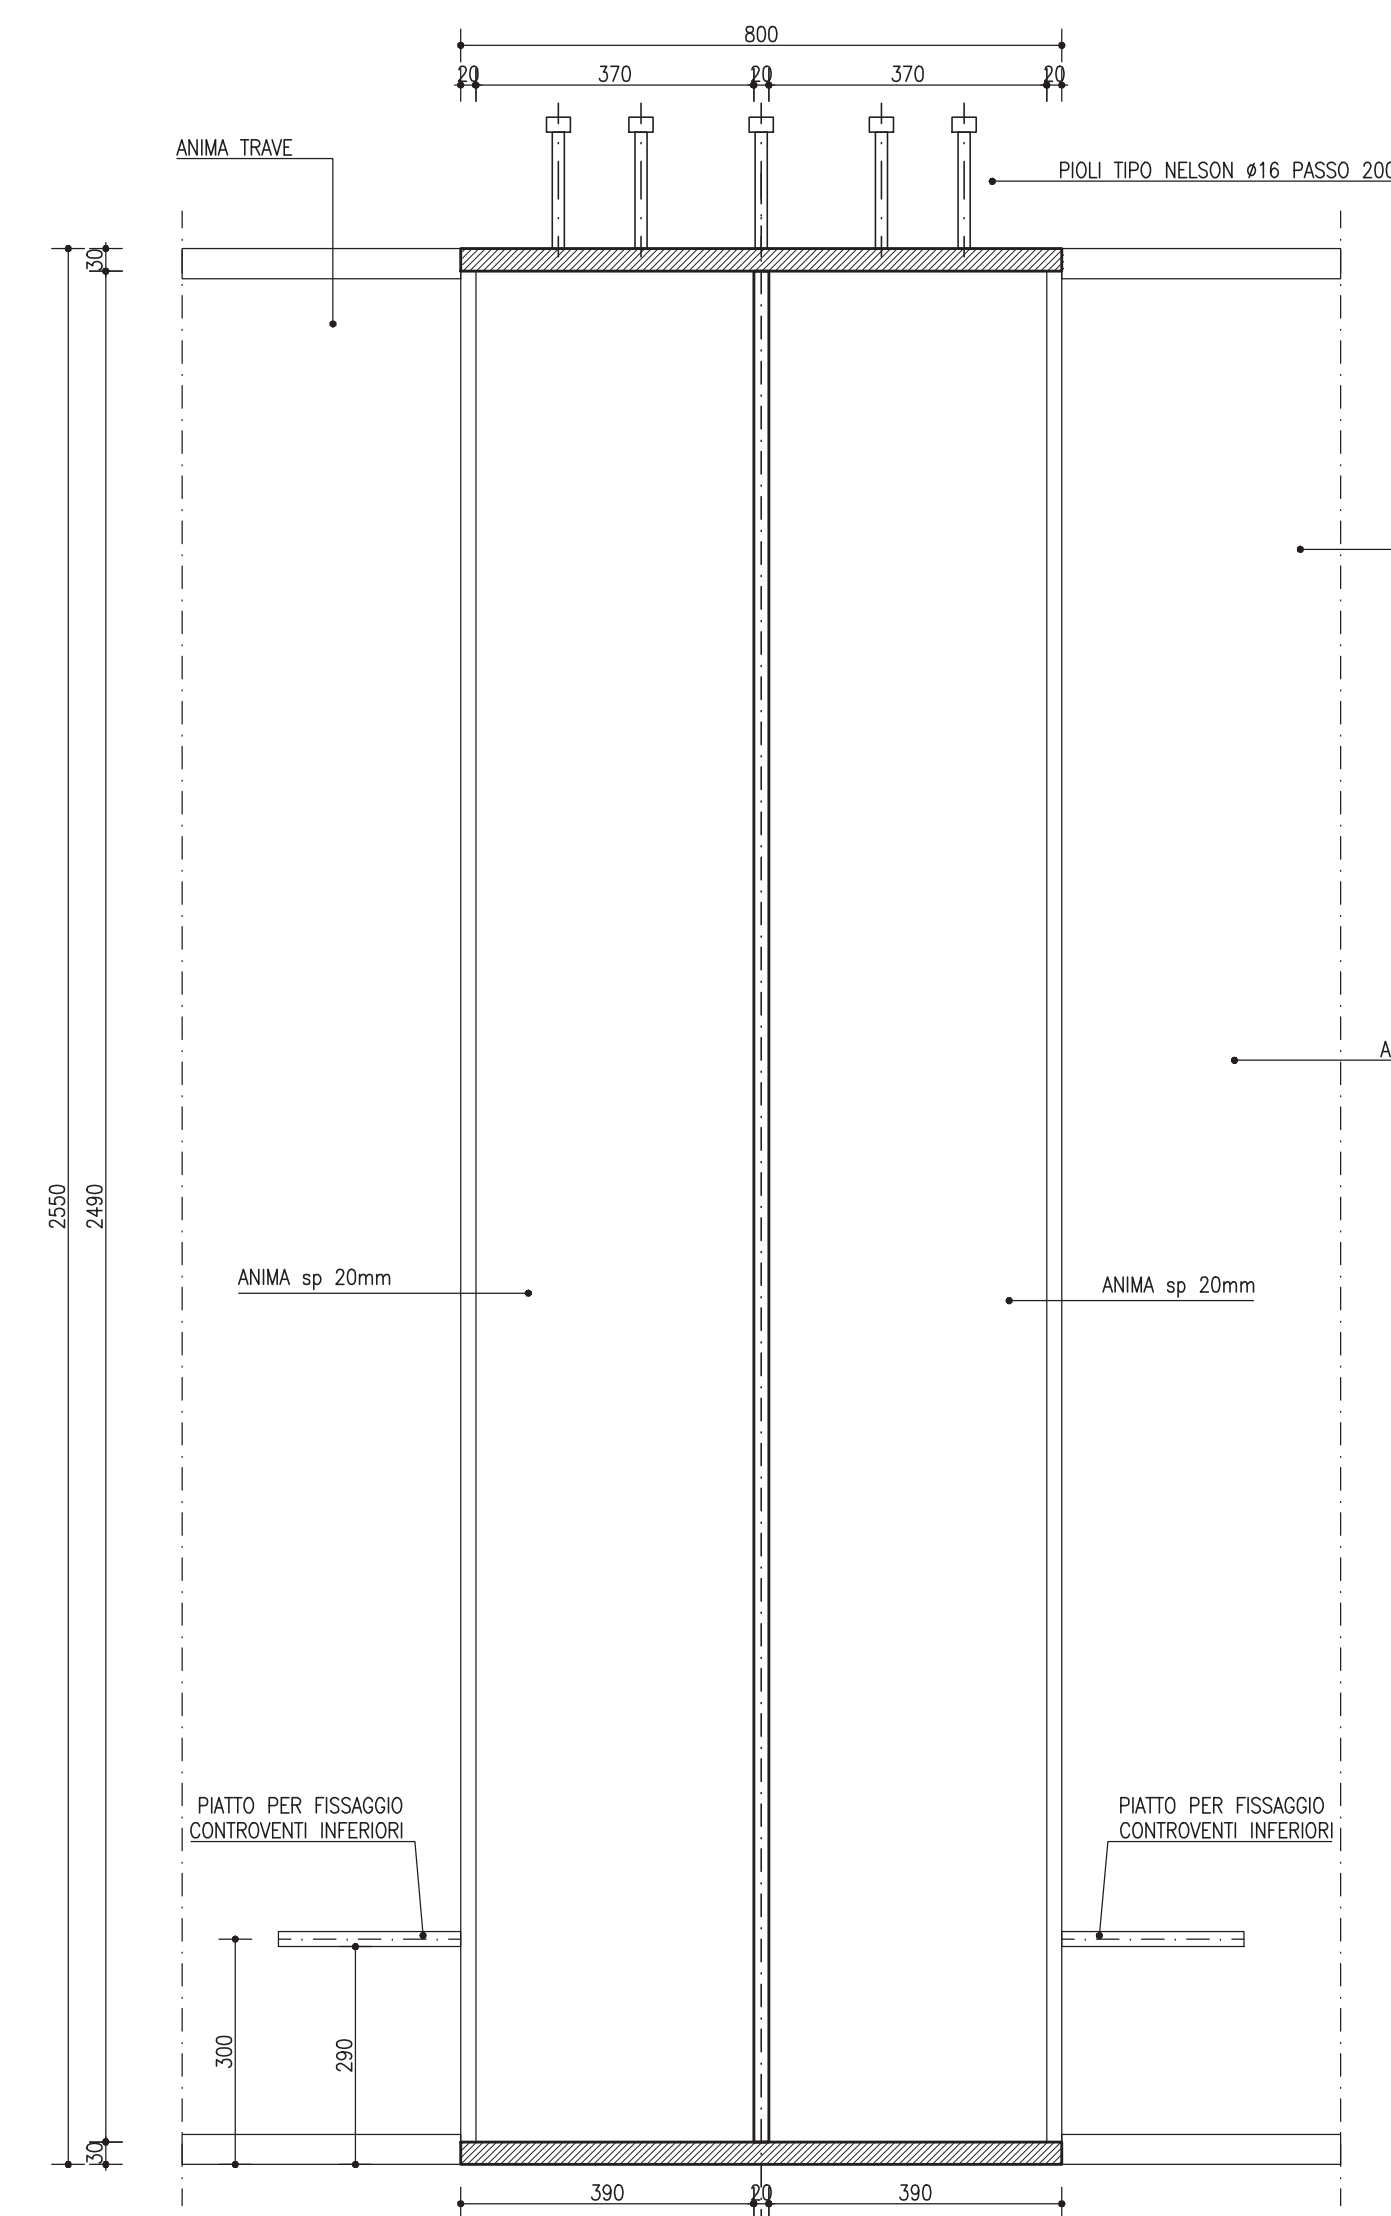 800
20 370 20 370 20
ANIMA TRAVE
PIOLI TIPO NELSON ø16 PASSO 200
30
2550
2490
A
ANIMA sp 20mm
ANIMA sp 20mm
PIATTO PER FISSAGGIO
CONTROVENTI INFERIORI
PIATTO PER FISSAGGIO
CONTROVENTI INFERIORI
300
290
30
390 20 390